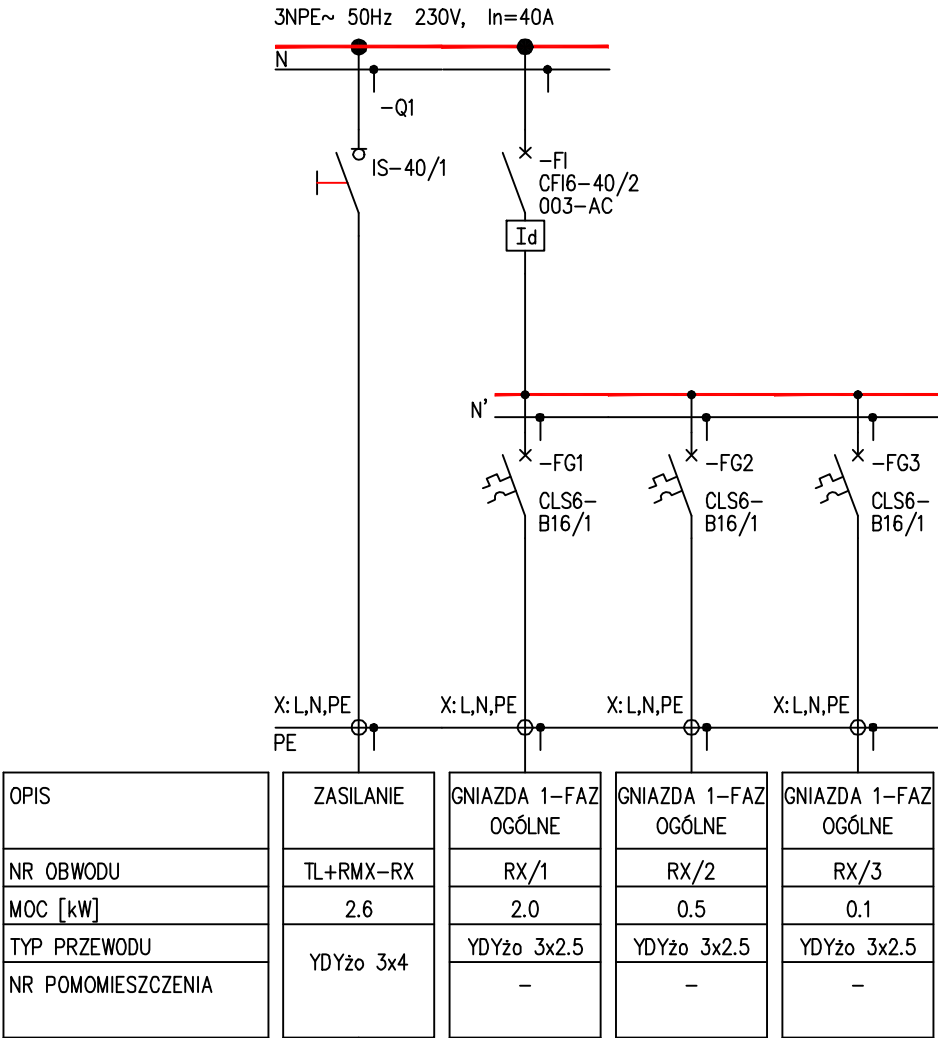 3NPE~ 50Hz 230V, In=40A
N
-Q1
IS-40/1
-FI
CFI6-40/2
003-AC
Id
N'
-FG1
CLS6-
B16/1
-FG2
CLS6-
B16/1
-FG3
CLS6-
B16/1
X:L,N,PE X:L,N,PE X:L,N,PE X:L,N,PE
PE
OPIS ZASILANIE GNIAZDA 1-FAZ GNIAZDA 1-FAZ GNIAZDA 1-FAZ
OGÓLNE OGÓLNE OGÓLNE
NR OBWODU TL+RMX-RX RX/1 RX/2 RX/3
MOC [kW] 2.6 2.0 0.5 0.1
TYP PRZEWODU YDYżo 3x4 YDYżo 3x2.5 YDYżo 3x2.5 YDYżo 3x2.5
NR POMOMIESZCZENIA - - -